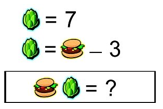 = 7
= – 3
= ?